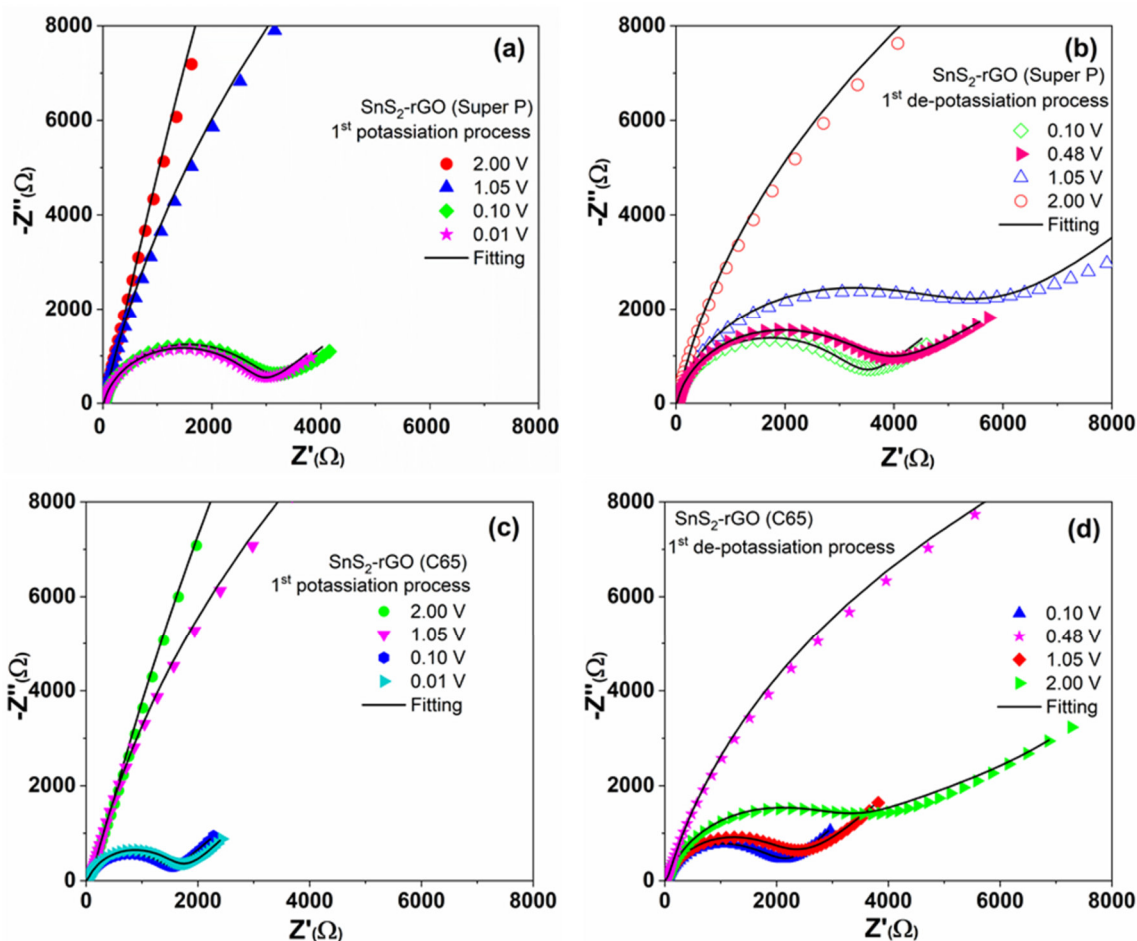 8000
6000
4000
2000
0
-Z''(Ω)
(a)
SnS₂-rGO (Super P)
1ˢᵗ potassiation process
2.00 V
1.05 V
0.10 V
0.01 V
Fitting
0 2000 4000 6000 8000
Z'(Ω)
8000
6000
4000
2000
0
-Z''(Ω)
(b)
SnS₂-rGO (Super P)
1ˢᵗ de-potassiation process
0.10 V
0.48 V
1.05 V
2.00 V
Fitting
0 2000 4000 6000 8000
Z'(Ω)
8000
6000
4000
2000
0
-Z''(Ω)
(c)
SnS₂-rGO (C65)
1ˢᵗ potassiation process
2.00 V
1.05 V
0.10 V
0.01 V
Fitting
0 2000 4000 6000 8000
Z'(Ω)
8000
6000
4000
2000
0
-Z''(Ω)
(d)
SnS₂-rGO (C65)
1ˢᵗ de-potassiation process
0.10 V
0.48 V
1.05 V
2.00 V
Fitting
0 2000 4000 6000 8000
Z'(Ω)